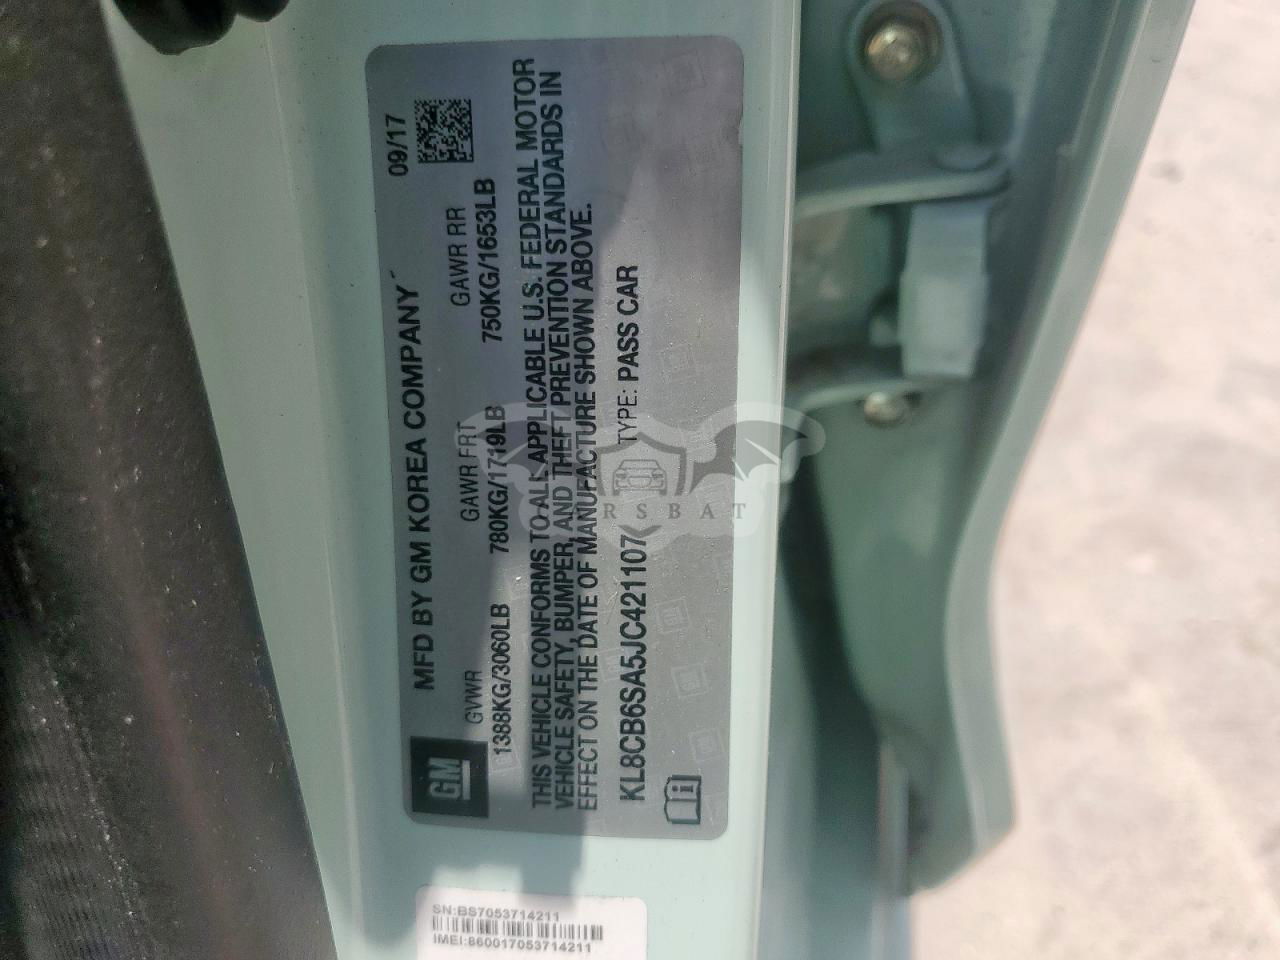 MFD BY GM KOREA COMPANY 09/17
GM
GVWR GAWR FRT GAWR RR
1388KG/3060LB 780KG/1719LB 750KG/1653LB
THIS VEHICLE CONFORMS TO ALL APPLICABLE U.S. FEDERAL MOTOR
VEHICLE SAFETY, BUMPER, AND THEFT PREVENTION STANDARDS IN
EFFECT ON THE DATE OF MANUFACTURE SHOWN ABOVE.
KL8CB6SA5JC421107 TYPE: PASS CAR
SN:BS7053714211
IMEI:860017053714211